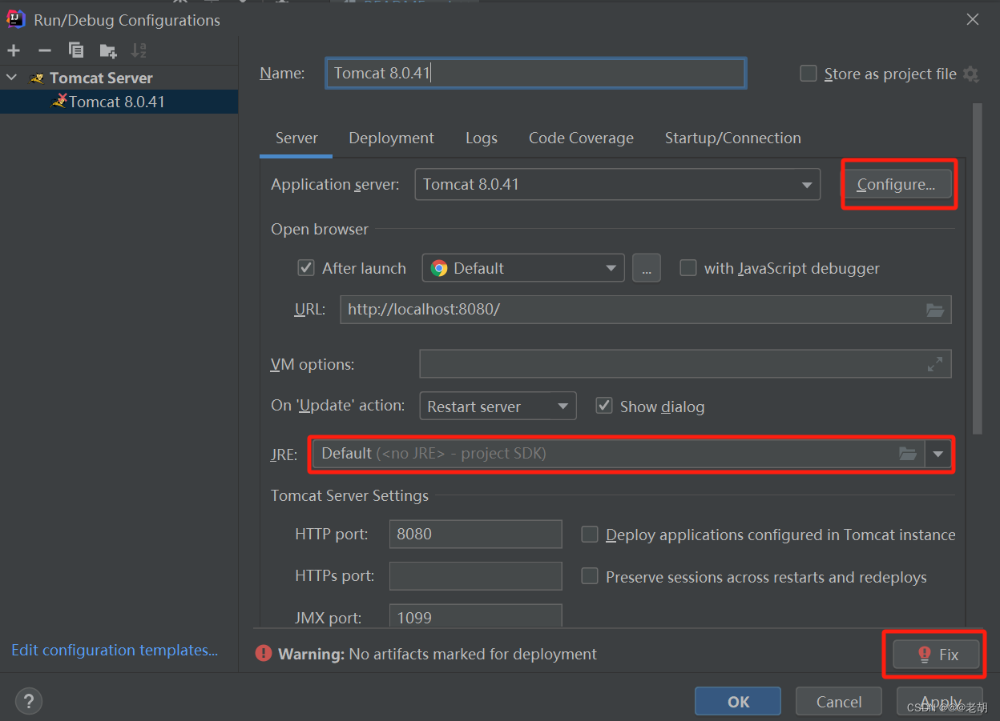 Run/Debug Configurations
Tomcat Server
Tomcat 8.0.41
Name: Tomcat 8.0.41 Store as project file
Server Deployment Logs Code Coverage Startup/Connection
Application server: Tomcat 8.0.41 Configure...
Open browser
After launch Default ... with JavaScript debugger
URL: http://localhost:8080/
VM options:
On 'Update' action: Restart server Show dialog
JRE: Default (<no JRE> - project SDK)
Tomcat Server Settings
HTTP port: 8080 Deploy applications configured in Tomcat instance
HTTPs port: Preserve sessions across restarts and redeploys
JMX port: 1099
Edit configuration templates...
Warning: No artifacts marked for deployment Fix
? OK Cancel Apply
CSDN @@@老胡